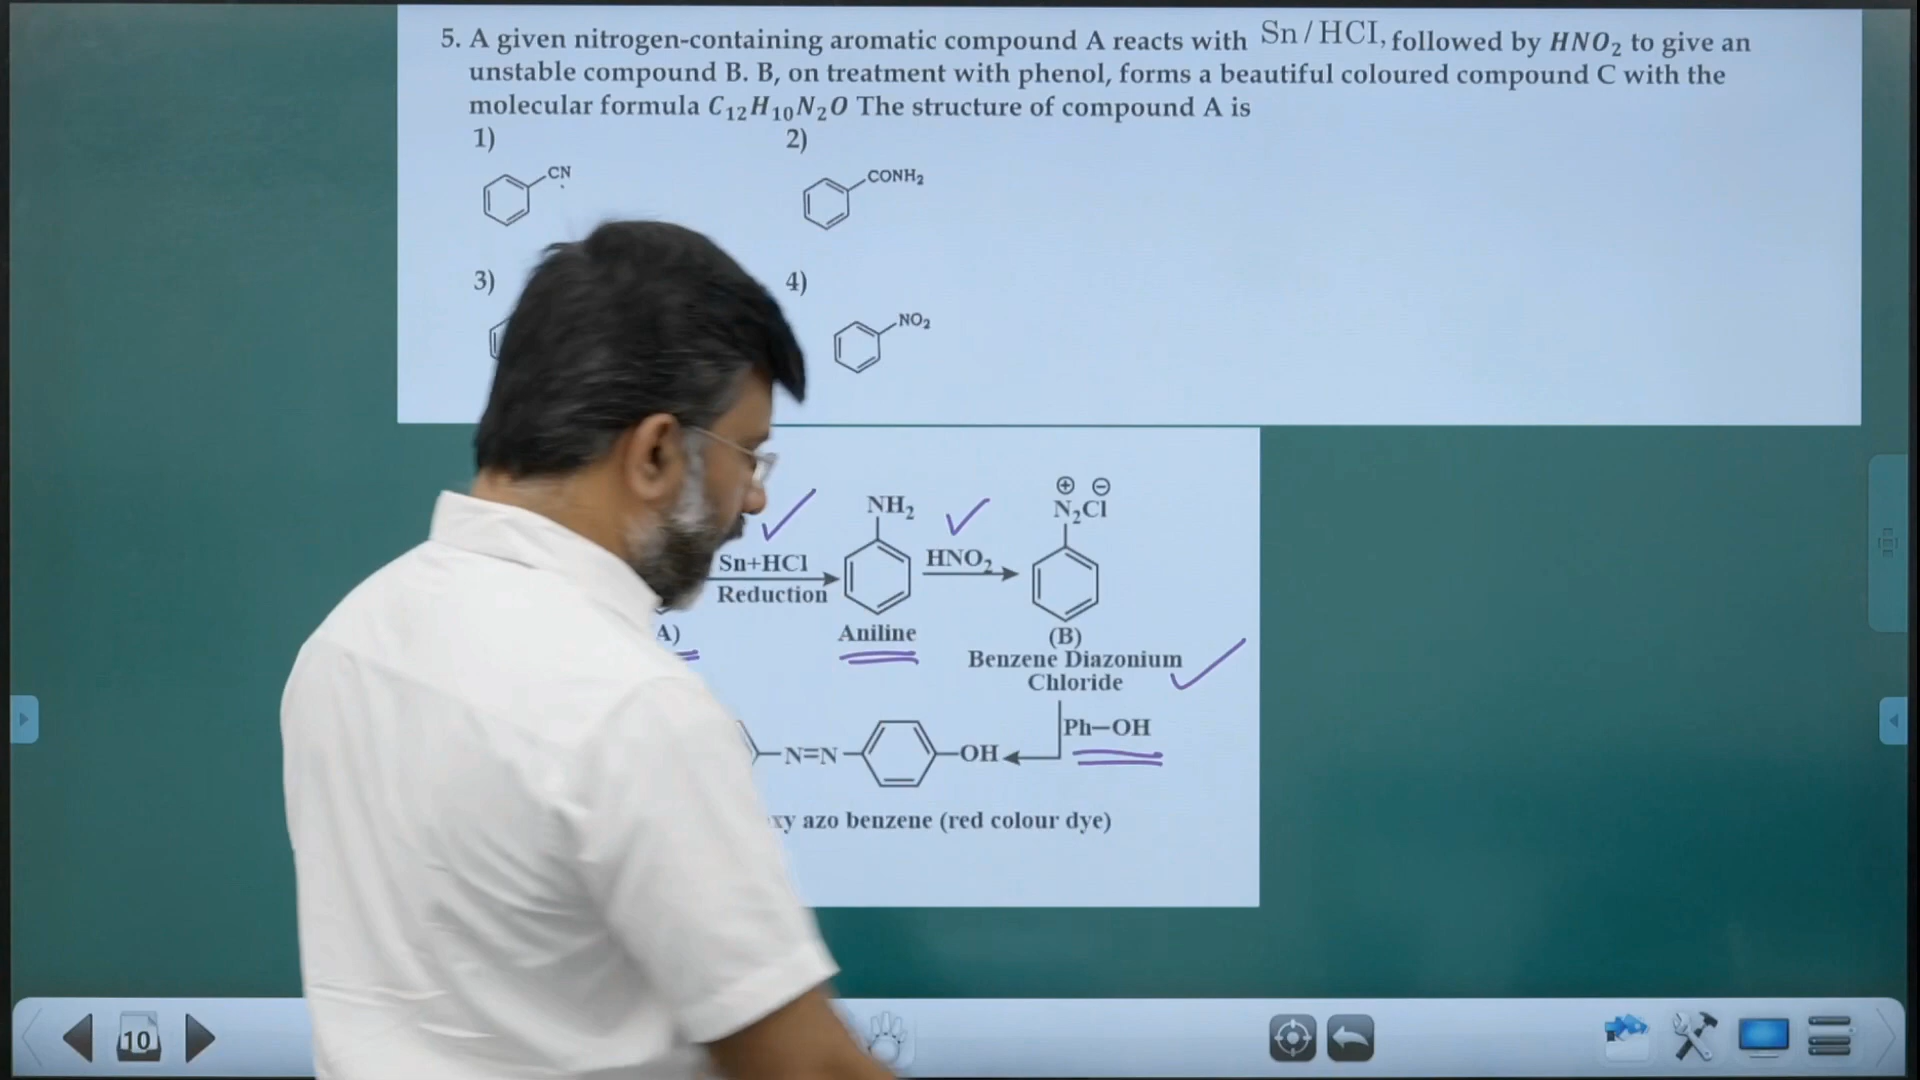 5. A given nitrogen-containing aromatic compound A reacts with Sn/HCI, followed by HNO₂ to give an
unstable compound B. B, on treatment with phenol, forms a beautiful coloured compound C with the
molecular formula C₁₂H₁₀N₂O The structure of compound A is
1) 2)
CN CONH₂
3) 4)
NO₂
NH₂ N₂Cl
⊕ ⊖
Sn+HCl HNO₂
Reduction
A) Aniline (B)
Benzene Diazonium
Chloride
Ph—OH
N=N OH
azo benzene (red colour dye)
10